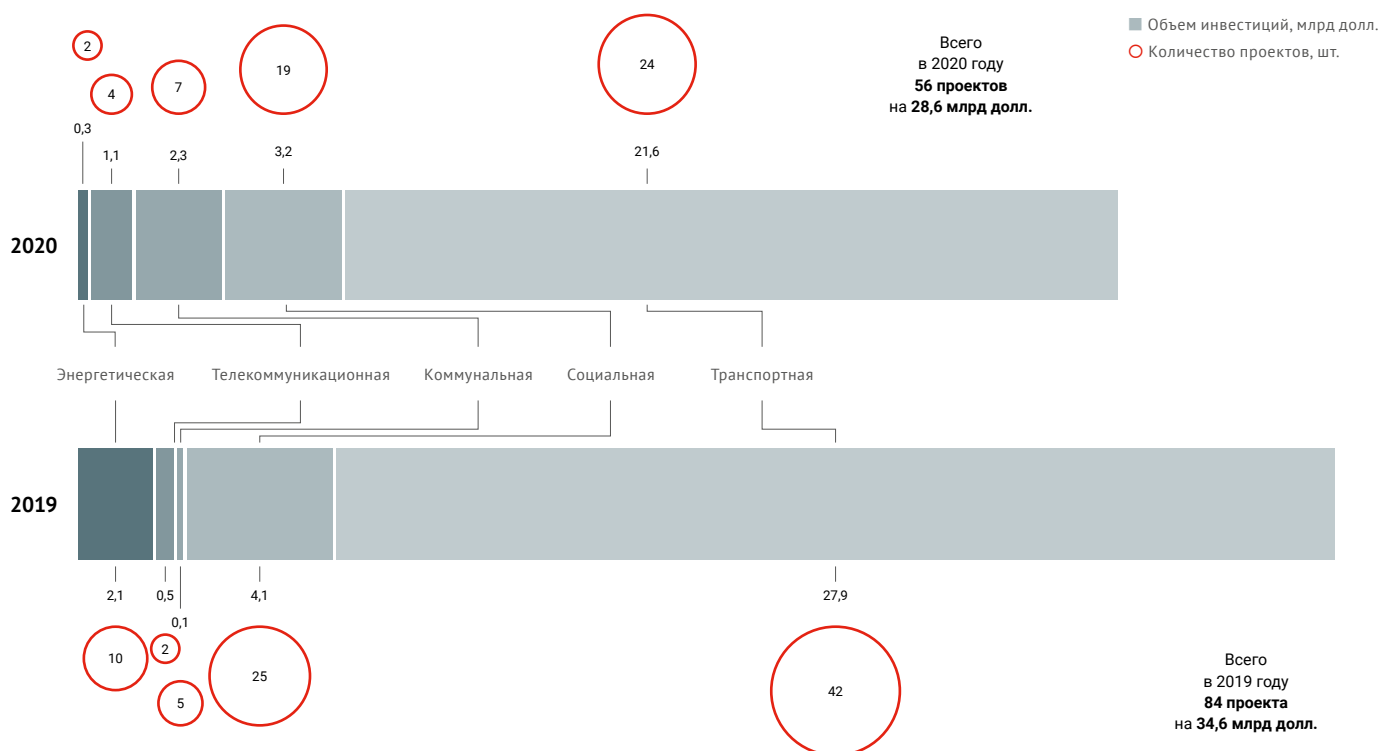 Объем инвестиций, млрд долл.
Количество проектов, шт.
Всего
в 2020 году
56 проектов
на 28,6 млрд долл.
2
4
7
19
24
0,3
1,1
2,3
3,2
21,6
2020
Энергетическая
Телекоммуникационная
Коммунальная
Социальная
Транспортная
2019
2,1
0,5
0,1
4,1
27,9
10
2
5
25
42
Всего
в 2019 году
84 проекта
на 34,6 млрд долл.